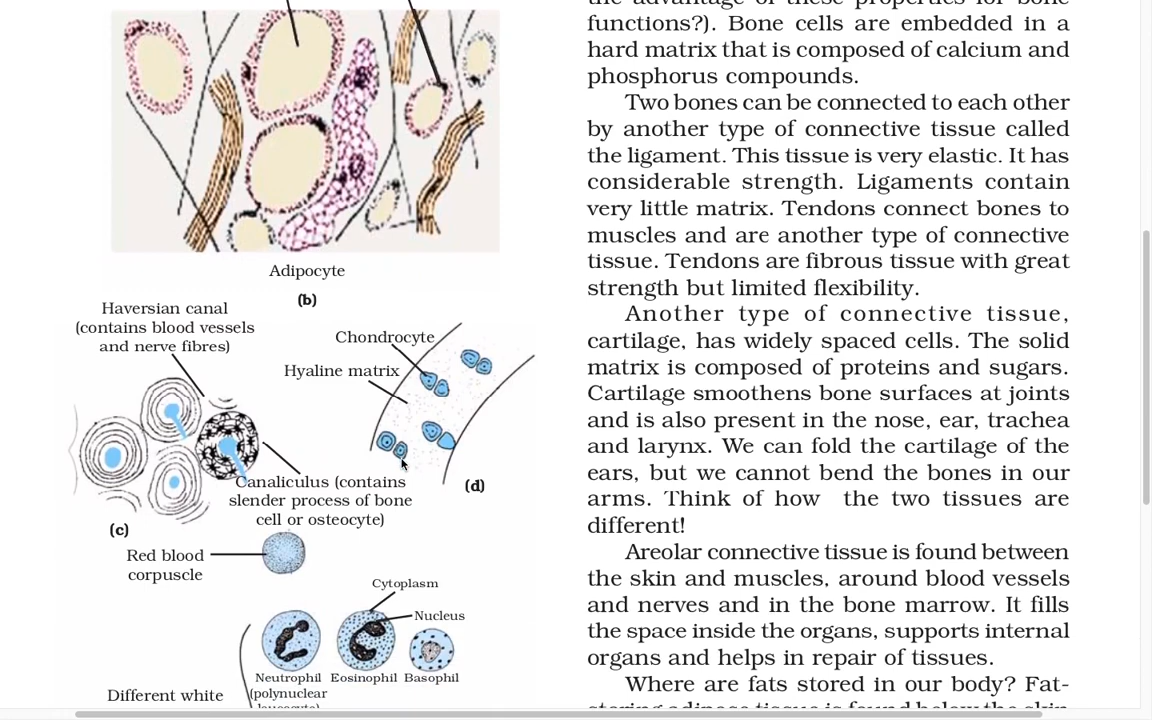 Adipocyte
(b)
Haversian canal
(contains blood vessels
and nerve fibres)
Chondrocyte
Hyaline matrix
Canaliculus (contains
slender process of bone
cell or osteocyte)
(d)
(c)
Red blood
corpuscle
Cytoplasm
Nucleus
Neutrophil Eosinophil Basophil
(polynuclear
leucocyte)
Different white
the advantage of these properties for bone
functions?). Bone cells are embedded in a
hard matrix that is composed of calcium and
phosphorus compounds.
Two bones can be connected to each other
by another type of connective tissue called
the ligament. This tissue is very elastic. It has
considerable strength. Ligaments contain
very little matrix. Tendons connect bones to
muscles and are another type of connective
tissue. Tendons are fibrous tissue with great
strength but limited flexibility.
Another type of connective tissue,
cartilage, has widely spaced cells. The solid
matrix is composed of proteins and sugars.
Cartilage smoothens bone surfaces at joints
and is also present in the nose, ear, trachea
and larynx. We can fold the cartilage of the
ears, but we cannot bend the bones in our
arms. Think of how the two tissues are
different!
Areolar connective tissue is found between
the skin and muscles, around blood vessels
and nerves and in the bone marrow. It fills
the space inside the organs, supports internal
organs and helps in repair of tissues.
Where are fats stored in our body? Fat-
storing adipose tissue is found below the skin